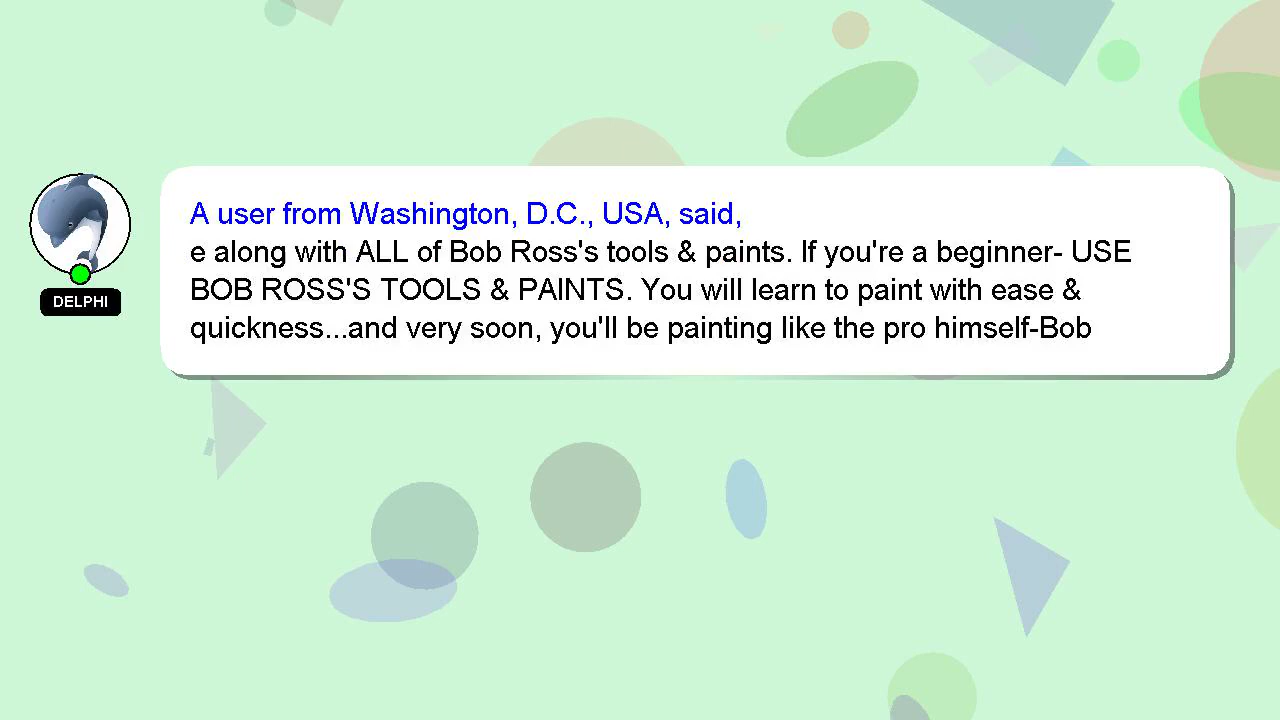 A user from Washington, D.C., USA, said,
e along with ALL of Bob Ross's tools & paints. If you're a beginner- USE
BOB ROSS'S TOOLS & PAINTS. You will learn to paint with ease &
quickness...and very soon, you'll be painting like the pro himself-Bob
DELPHI